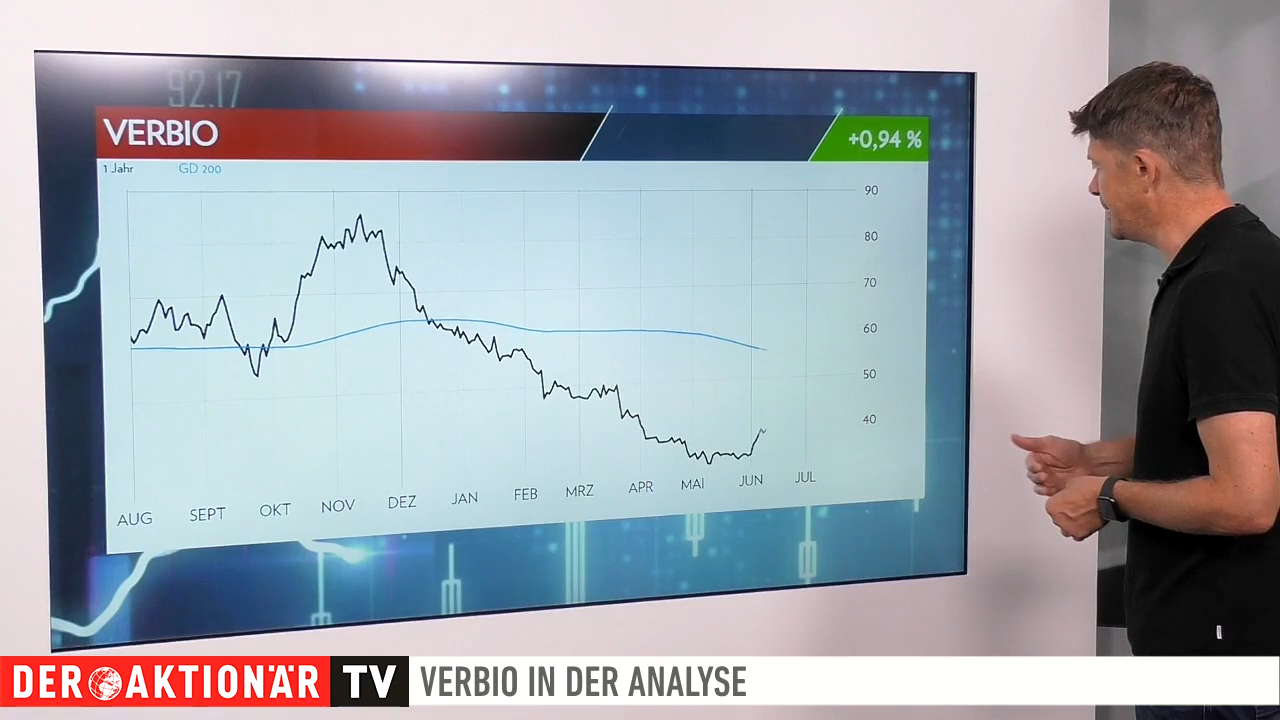 92.17
VERBIO
+0,94 %
1 Jahr GD 200
90
80
70
60
50
40
AUG SEPT OKT NOV DEZ JAN FEB MRZ APR MAI JUN JUL
DER AKTIONÄR TV VERBIO IN DER ANALYSE